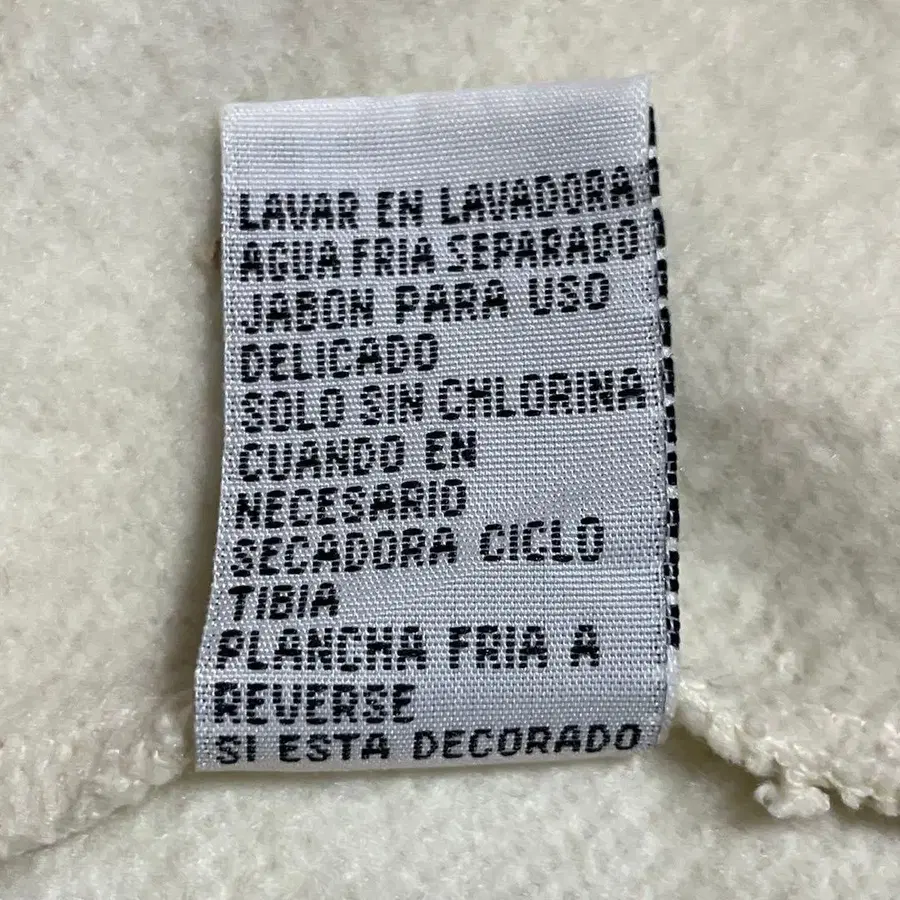 LAVAR EN LAVADORA
AGUA FRIA SEPARADO
JABON PARA USO
DELICADO
SOLO SIN CHLORINA
CUANDO EN
NECESARIO
SECADORA CICLO
TIBIA
PLANCHA FRIA A
REVERSE
SI ESTA DECORADO